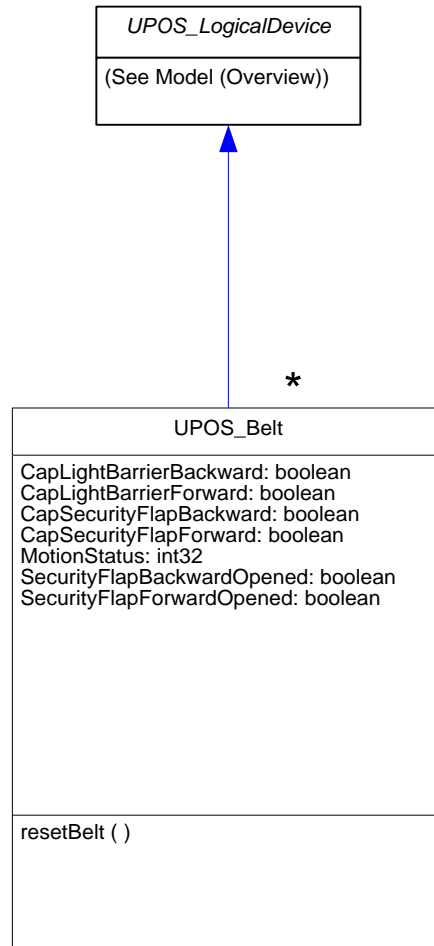 UPOS_LogicalDevice
(See Model (Overview))
*
UPOS_Belt
CapLightBarrierBackward: boolean
CapLightBarrierForward: boolean
CapSecurityFlapBackward: boolean
CapSecurityFlapForward: boolean
MotionStatus: int32
SecurityFlapBackwardOpened: boolean
SecurityFlapForwardOpened: boolean
resetBelt ( )